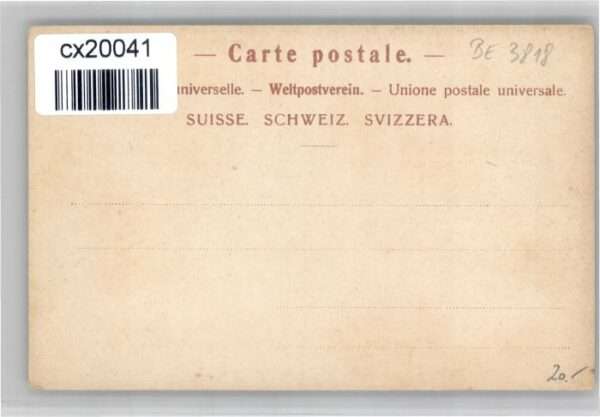 cx20041
— Carte postale. —
BE 3818
universelle. — Weltpostverein. — Unione postale universale.
SUISSE. SCHWEIZ. SVIZZERA.
20.-